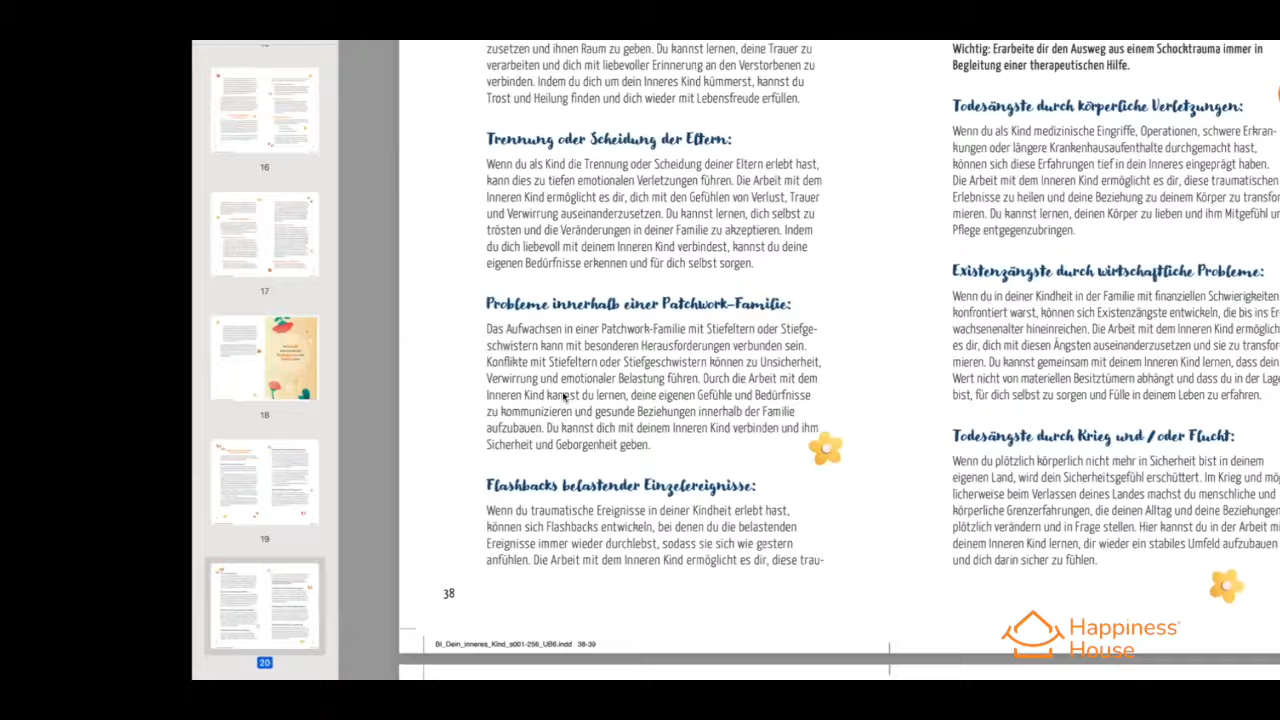 16
17
18
19
20
zusetzen und ihnen Raum zu geben. Du kannst lernen, deine Trauer zu
verarbeiten und dich mit liebevoller Erinnerung an den Verstorbenen zu
verbinden. Indem du dich um dein Inneres Kind kümmerst, kannst du
Trost und Heilung finden und dich wieder mit Lebensfreude erfüllen.
Trennung oder Scheidung der Eltern:
Wenn du als Kind die Trennung oder Scheidung deiner Eltern erlebt hast,
kann dies zu tiefen emotionalen Verletzungen führen. Die Arbeit mit dem
Inneren Kind ermöglicht es dir, dich mit den Gefühlen von Verlust, Trauer
und Verwirrung auseinanderzusetzen. Du kannst lernen, dich selbst zu
trösten und die Veränderungen in deiner Familie zu akzeptieren. Indem
du dich liebevoll mit deinem Inneren Kind verbindest, kannst du deine
eigenen Bedürfnisse erkennen und für dich selbst sorgen.
Probleme innerhalb einer Patchwork-Familie:
Das Aufwachsen in einer Patchwork-Familie mit Stiefeltern oder Stiefge-
schwistern kann mit besonderen Herausforderungen verbunden sein.
Konflikte mit Stiefeltern oder Stiefgeschwistern können zu Unsicherheit,
Verwirrung und emotionaler Belastung führen. Durch die Arbeit mit dem
Inneren Kind kannst du lernen, deine eigenen Gefühle und Bedürfnisse
zu kommunizieren und gesunde Beziehungen innerhalb der Familie
aufzubauen. Du kannst dich mit deinem Inneren Kind verbinden und ihm
Sicherheit und Geborgenheit geben.
Flashbacks belastender Einzelereignisse:
Wenn du traumatische Ereignisse in deiner Kindheit erlebt hast,
können sich Flashbacks entwickeln, bei denen du die belastenden
Ereignisse immer wieder durchlebst, sodass sie sich wie gestern
anfühlen. Die Arbeit mit dem Inneren Kind ermöglicht es dir, diese trau-
38
BI_Dein_inneres_Kind_s001-256_UB6.indd 38-39
Wichtig: Erarbeite dir den Ausweg aus einem Schocktrauma immer in
Begleitung einer therapeutischen Hilfe.
Todesängste durch körperliche Verletzungen:
Wenn du als Kind medizinische Eingriffe, Operationen, schwere Erkran-
kungen oder längere Krankenhausaufenthalte durchgemacht hast,
können sich diese Erfahrungen tief in dein Inneres eingeprägt haben.
Die Arbeit mit dem Inneren Kind ermöglicht es dir, diese traumatischen
Erlebnisse zu heilen und deine Beziehung zu deinem Körper zu transfor
mieren. Du kannst lernen, deinen Körper zu lieben und ihm Mitgefühl un
Pflege entgegenzubringen.
Existenzängste durch wirtschaftliche Probleme:
Wenn du in deiner Kindheit in der Familie mit finanziellen Schwierigkeiten
konfrontiert warst, können sich Existenzängste entwickeln, die bis ins Er
wachsenenalter hineinreichen. Die Arbeit mit dem Inneren Kind ermöglich
es dir, dich mit diesen Ängsten auseinanderzusetzen und sie zu transfor
mieren. Du kannst gemeinsam mit deinem Inneren Kind lernen, dass dein
Wert nicht von materiellen Besitztümern abhängt und dass du in der Lage
bist, für dich selbst zu sorgen und Fülle in deinem Leben zu erfahren.
Todesängste durch Krieg und / oder Flucht:
Wenn du plötzlich körperlich nicht mehr in Sicherheit bist in deinem
eigenen Land, wird dein Sicherheitsgefühl erschüttert. Im Krieg und mög
licherweise beim Verlassen deines Landes machst du menschliche und
körperliche Grenzerfahrungen, die deinen Alltag und deine Beziehungen
plötzlich verändern und in Frage stellen. Hier kannst du in der Arbeit mi
deinem Inneren Kind lernen, dir wieder ein stabiles Umfeld aufzubauen
und dich darin sicher zu fühlen.
Happiness
House